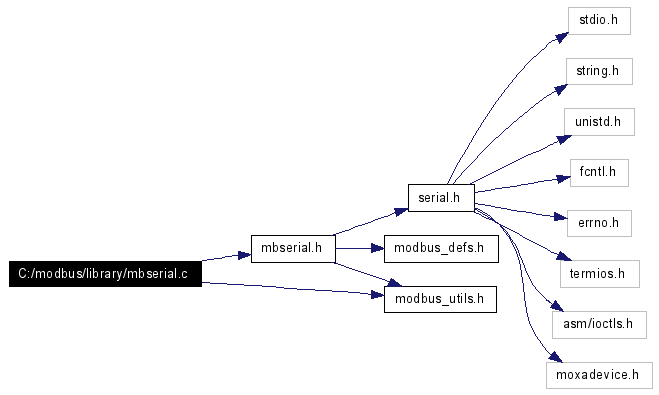 stdio.h
string.h
unistd.h
fcntl.h
serial.h
errno.h
mbserial.h
modbus_defs.h
C:/modbus/library/mbserial.c
termios.h
modbus_utils.h
asm/ioctls.h
moxadevice.h